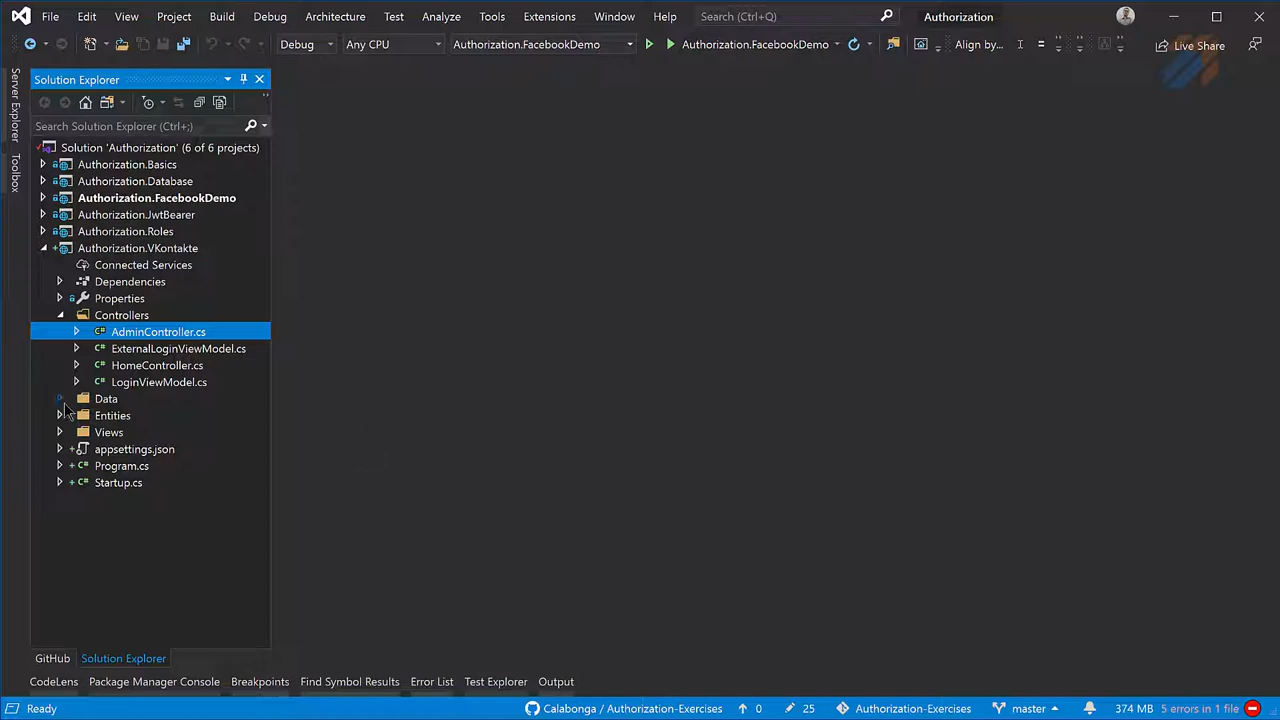 File Edit View Project Build Debug Architecture Test Analyze Tools Extensions Window Help Search (Ctrl+Q) Authorization
Debug Any CPU Authorization.FacebookDemo Authorization.FacebookDemo Align by... Live Share
Server Explorer
Toolbox
Solution Explorer
Search Solution Explorer (Ctrl+;)
Solution 'Authorization' (6 of 6 projects)
Authorization.Basics
Authorization.Database
Authorization.FacebookDemo
Authorization.JwtBearer
Authorization.Roles
Authorization.VKontakte
Connected Services
Dependencies
Properties
Controllers
C# AdminController.cs
C# ExternalLoginViewModel.cs
C# HomeController.cs
C# LoginViewModel.cs
Data
Entities
Views
appsettings.json
C# Program.cs
C# Startup.cs
GitHub Solution Explorer
CodeLens Package Manager Console Breakpoints Find Symbol Results Error List Test Explorer Output
Ready Calabonga / Authorization-Exercises 0 25 Authorization-Exercises master 374 MB 5 errors in 1 file